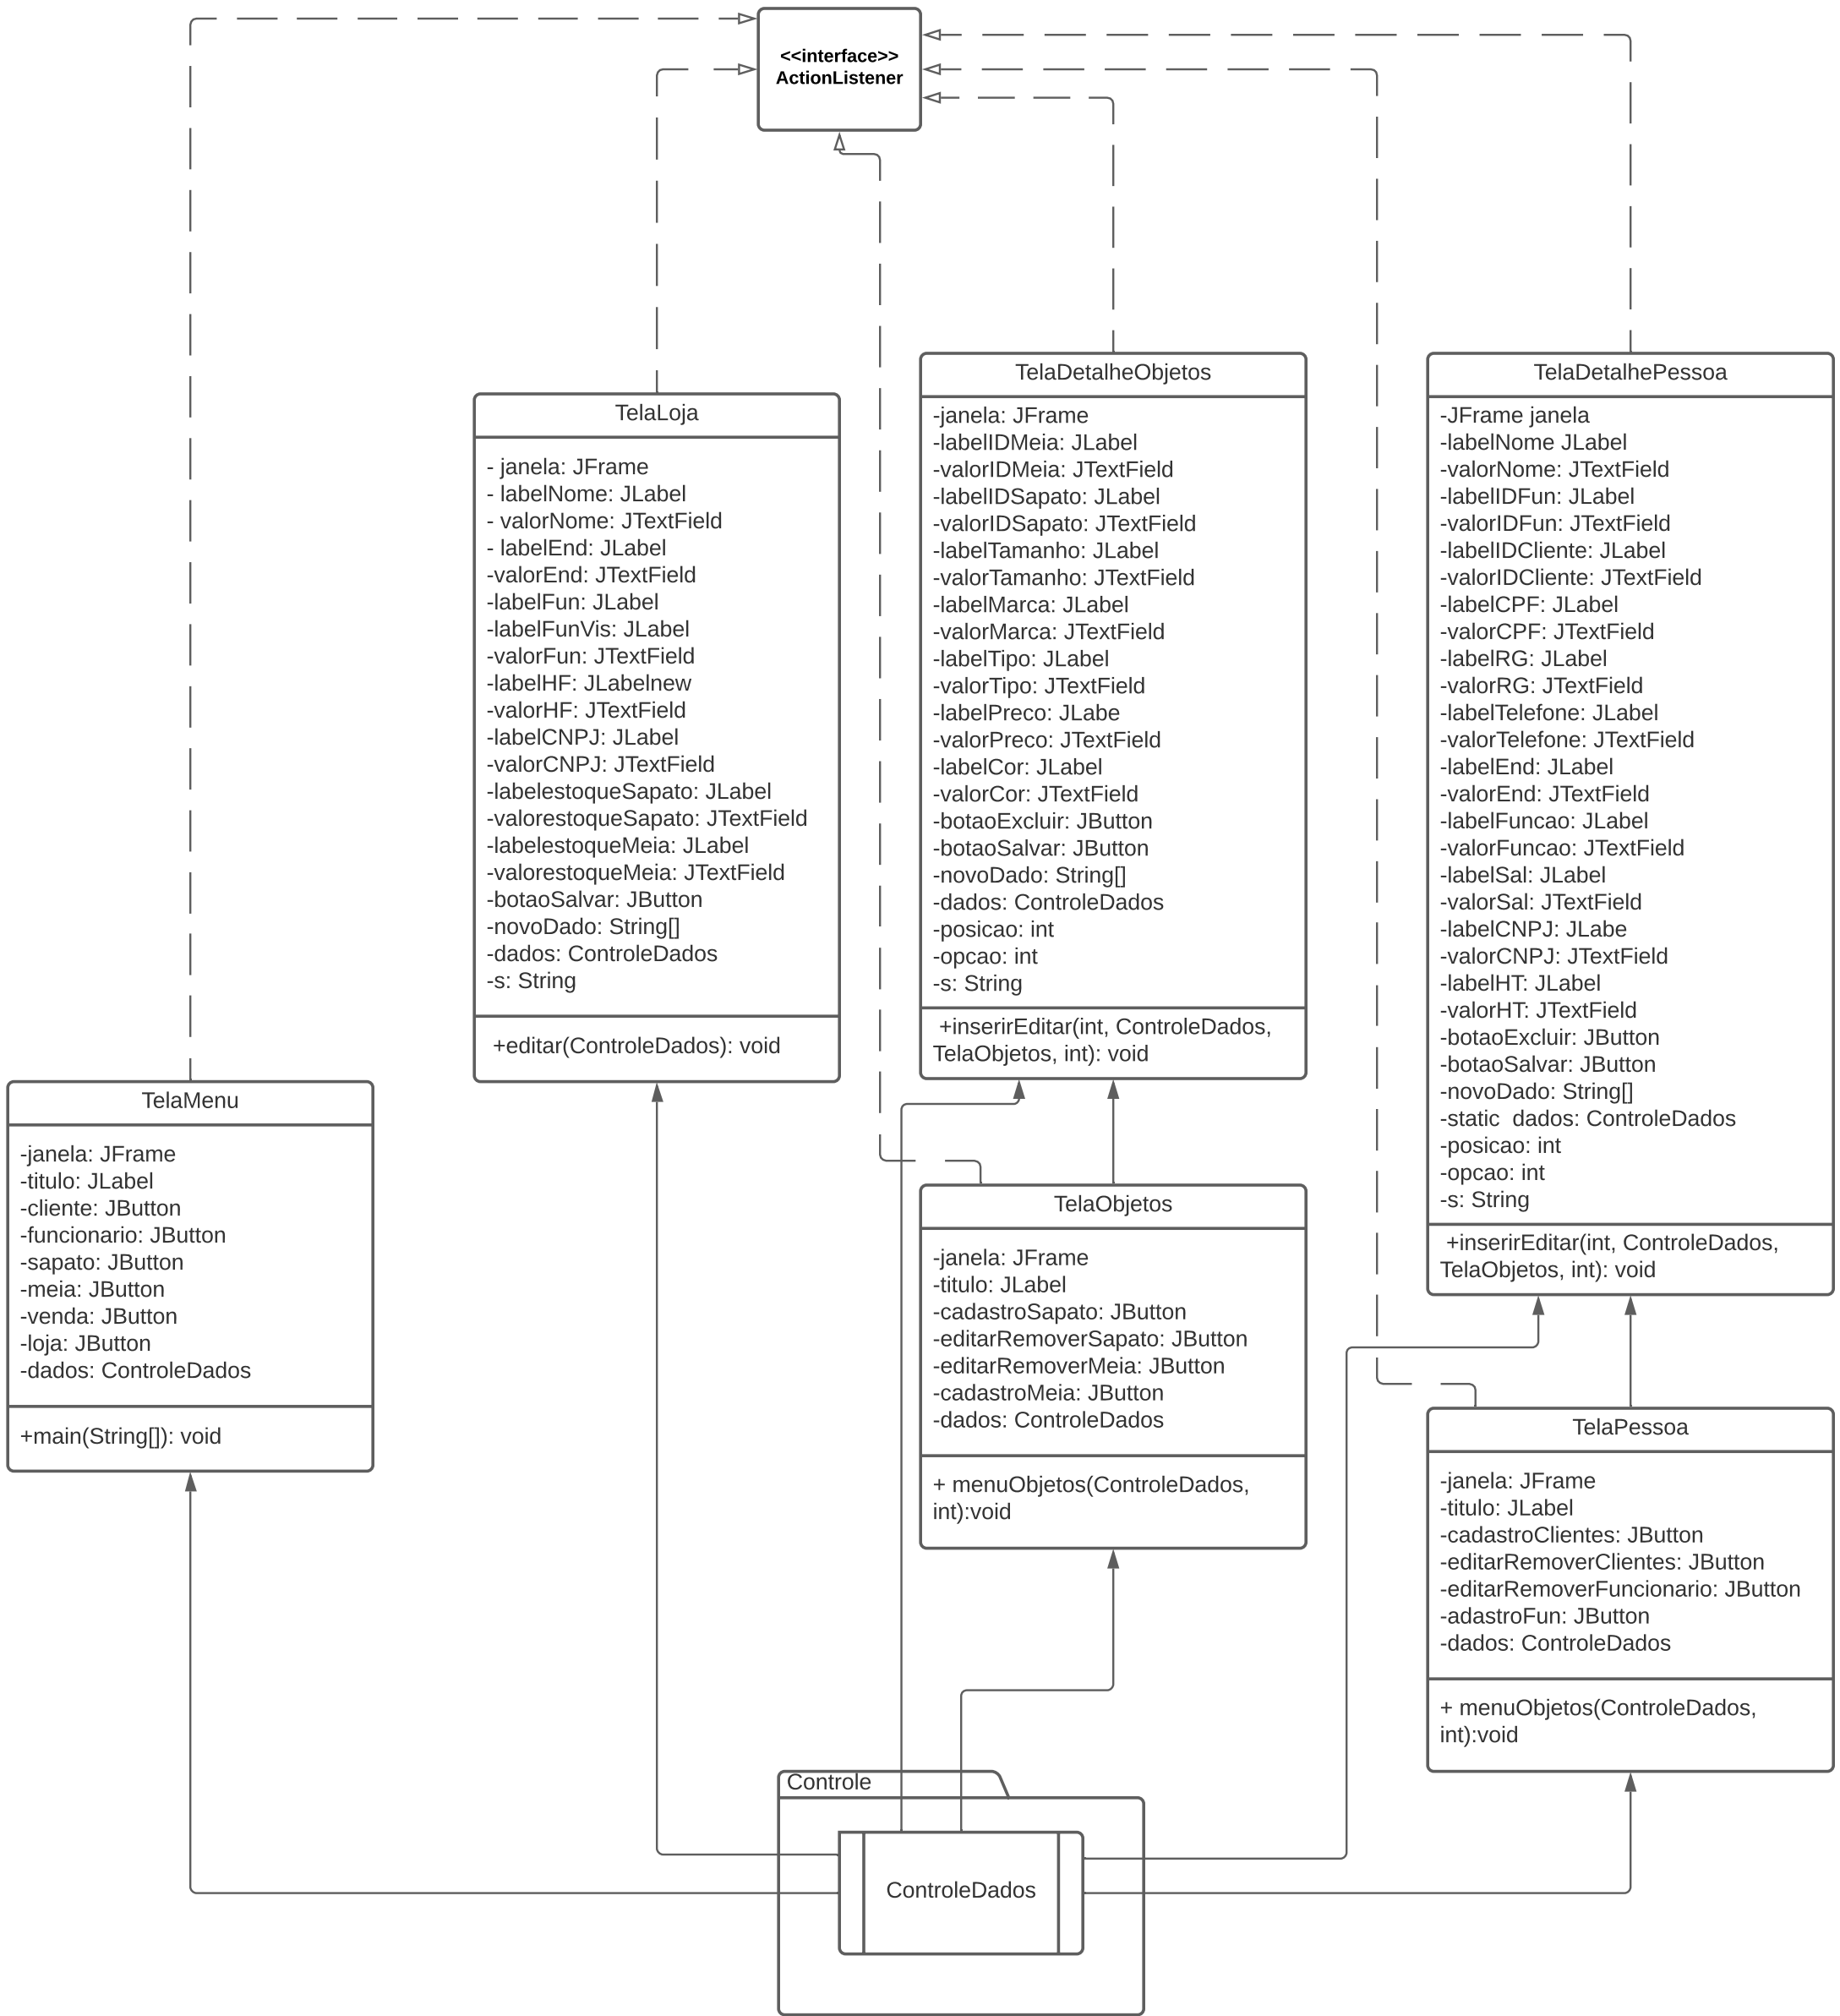 <<interface>>
ActionListener
TelaLoja
- janela: JFrame
- labelNome: JLabel
- valorNome: JTextField
- labelEnd: JLabel
-valorEnd: JTextField
-labelFun: JLabel
-labelFunVis: JLabel
-valorFun: JTextField
-labelHF: JLabelnew
-valorHF: JTextField
-labelCNPJ: JLabel
-valorCNPJ: JTextField
-labelestoqueSapato: JLabel
-valorestoqueSapato: JTextField
-labelestoqueMeia: JLabel
-valorestoqueMeia: JTextField
-botaoSalvar: JButton
-novoDado: String[]
-dados: ControleDados
-s: String
+editar(ControleDados): void
TelaDetalheObjetos
-janela: JFrame
-labelIDMeia: JLabel
-valorIDMeia: JTextField
-labelIDSapato: JLabel
-valorIDSapato: JTextField
-labelTamanho: JLabel
-valorTamanho: JTextField
-labelMarca: JLabel
-valorMarca: JTextField
-labelTipo: JLabel
-valorTipo: JTextField
-labelPreco: JLabe
-valorPreco: JTextField
-labelCor: JLabel
-valorCor: JTextField
-botaoExcluir: JButton
-botaoSalvar: JButton
-novoDado: String[]
-dados: ControleDados
-posicao: int
-opcao: int
-s: String
+inserirEditar(int, ControleDados,
TelaObjetos, int): void
TelaDetalhePessoa
-JFrame janela
-labelNome JLabel
-valorNome: JTextField
-labelIDFun: JLabel
-valorIDFun: JTextField
-labelIDCliente: JLabel
-valorIDCliente: JTextField
-labelCPF: JLabel
-valorCPF: JTextField
-labelRG: JLabel
-valorRG: JTextField
-labelTelefone: JLabel
-valorTelefone: JTextField
-labelEnd: JLabel
-valorEnd: JTextField
-labelFuncao: JLabel
-valorFuncao: JTextField
-labelSal: JLabel
-valorSal: JTextField
-labelCNPJ: JLabe
-valorCNPJ: JTextField
-labelHT: JLabel
-valorHT: JTextField
-botaoExcluir: JButton
-botaoSalvar: JButton
-novoDado: String[]
-static  dados: ControleDados
-posicao: int
-opcao: int
-s: String
+inserirEditar(int, ControleDados,
TelaObjetos, int): void
TelaMenu
-janela: JFrame
-titulo: JLabel
-cliente: JButton
-funcionario: JButton
-sapato: JButton
-meia: JButton
-venda: JButton
-loja: JButton
-dados: ControleDados
+main(String[]): void
TelaObjetos
-janela: JFrame
-titulo: JLabel
-cadastroSapato: JButton
-editarRemoverSapato: JButton
-editarRemoverMeia: JButton
-cadastroMeia: JButton
-dados: ControleDados
+ menuObjetos(ControleDados,
int):void
TelaPessoa
-janela: JFrame
-titulo: JLabel
-cadastroClientes: JButton
-editarRemoverClientes: JButton
-editarRemoverFuncionario: JButton
-adastroFun: JButton
-dados: ControleDados
+ menuObjetos(ControleDados,
int):void
Controle
ControleDados